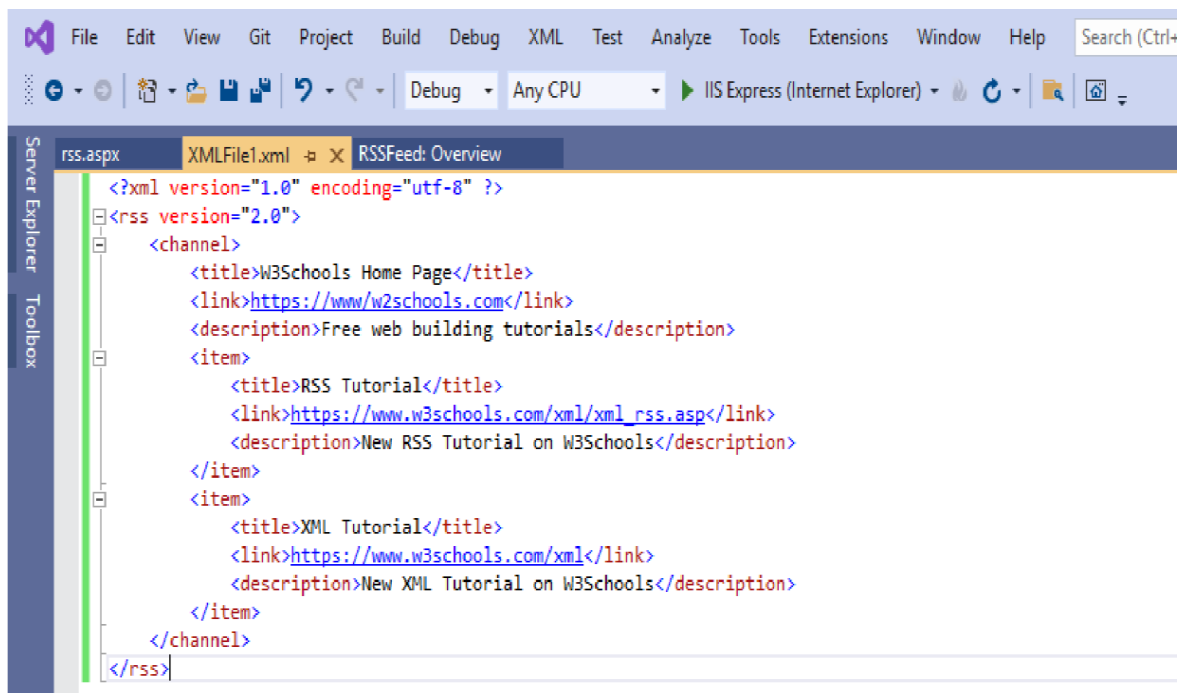 File Edit View Git Project Build Debug XML Test Analyze Tools Extensions Window Help Search (Ctrl+
Debug Any CPU IIS Express (Internet Explorer)
Server Explorer
Toolbox
rss.aspx XMLFile1.xml RSSFeed: Overview
<?xml version="1.0" encoding="utf-8" ?>
<rss version="2.0">
<channel>
<title>W3Schools Home Page</title>
<link>https://www/w2schools.com</link>
<description>Free web building tutorials</description>
<item>
<title>RSS Tutorial</title>
<link>https://www.w3schools.com/xml/xml_rss.asp</link>
<description>New RSS Tutorial on W3Schools</description>
</item>
<item>
<title>XML Tutorial</title>
<link>https://www.w3schools.com/xml</link>
<description>New XML Tutorial on W3Schools</description>
</item>
</channel>
</rss>